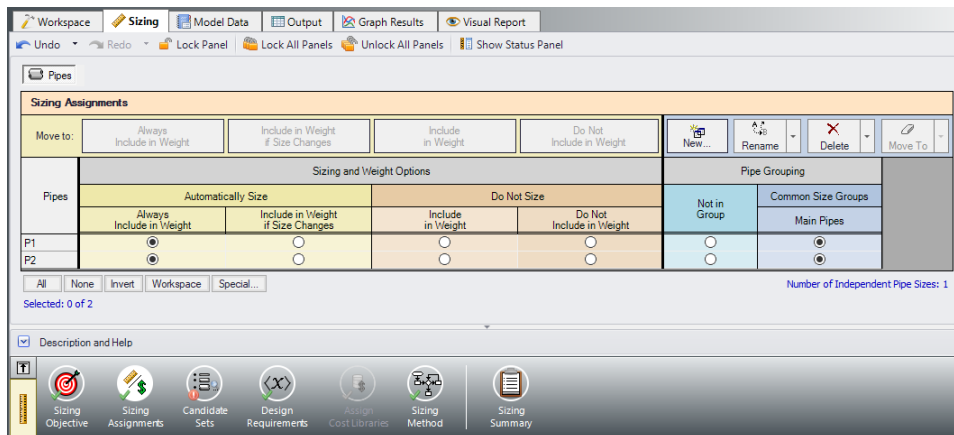 Workspace Sizing Model Data Output Graph Results Visual Report
Undo Redo Lock Panel Lock All Panels Unlock All Panels Show Status Panel
Pipes
Sizing Assignments
Move to:
Always
Include in Weight
Include in Weight
if Size Changes
Include
in Weight
Do Not
Include in Weight
New...
Rename
Delete
Move To
Pipes
Sizing and Weight Options
Pipe Grouping
Automatically Size
Do Not Size
Not in
Group
Common Size Groups
Always
Include in Weight
Include in Weight
if Size Changes
Include
in Weight
Do Not
Include in Weight
Main Pipes
P1
P2
All None Invert Workspace Special...
Number of Independent Pipe Sizes: 1
Selected: 0 of 2
Description and Help
Sizing
Objective
Sizing
Assignments
Candidate
Sets
Design
Requirements
Assign
Cost Libraries
Sizing
Method
Sizing
Summary